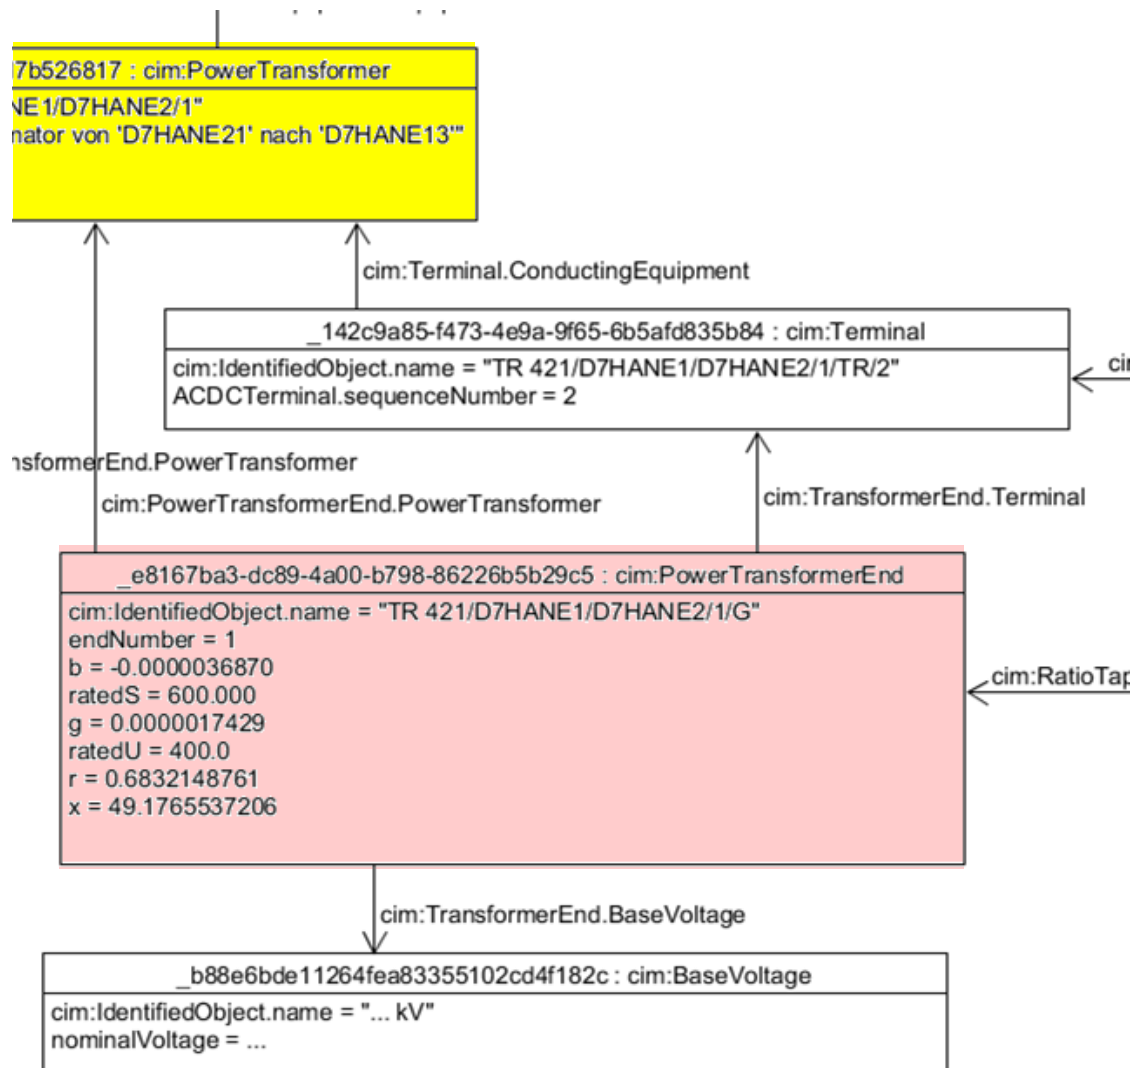 7b526817 : cim:PowerTransformer
NE1/D7HANE2/1"
nator von 'D7HANE21' nach 'D7HANE13'"
cim:Terminal.ConductingEquipment
_142c9a85-f473-4e9a-9f65-6b5afd835b84 : cim:Terminal
cim:IdentifiedObject.name = "TR 421/D7HANE1/D7HANE2/1/TR/2"
ACDCTerminal.sequenceNumber = 2
cim
nsformerEnd.PowerTransformer
cim:PowerTransformerEnd.PowerTransformer
cim:TransformerEnd.Terminal
_e8167ba3-dc89-4a00-b798-86226b5b29c5 : cim:PowerTransformerEnd
cim:IdentifiedObject.name = "TR 421/D7HANE1/D7HANE2/1/G"
endNumber = 1
b = -0.0000036870
ratedS = 600.000
g = 0.0000017429
ratedU = 400.0
r = 0.6832148761
x = 49.1765537206
cim:RatioTap
cim:TransformerEnd.BaseVoltage
_b88e6bde11264fea83355102cd4f182c : cim:BaseVoltage
cim:IdentifiedObject.name = "... kV"
nominalVoltage = ...